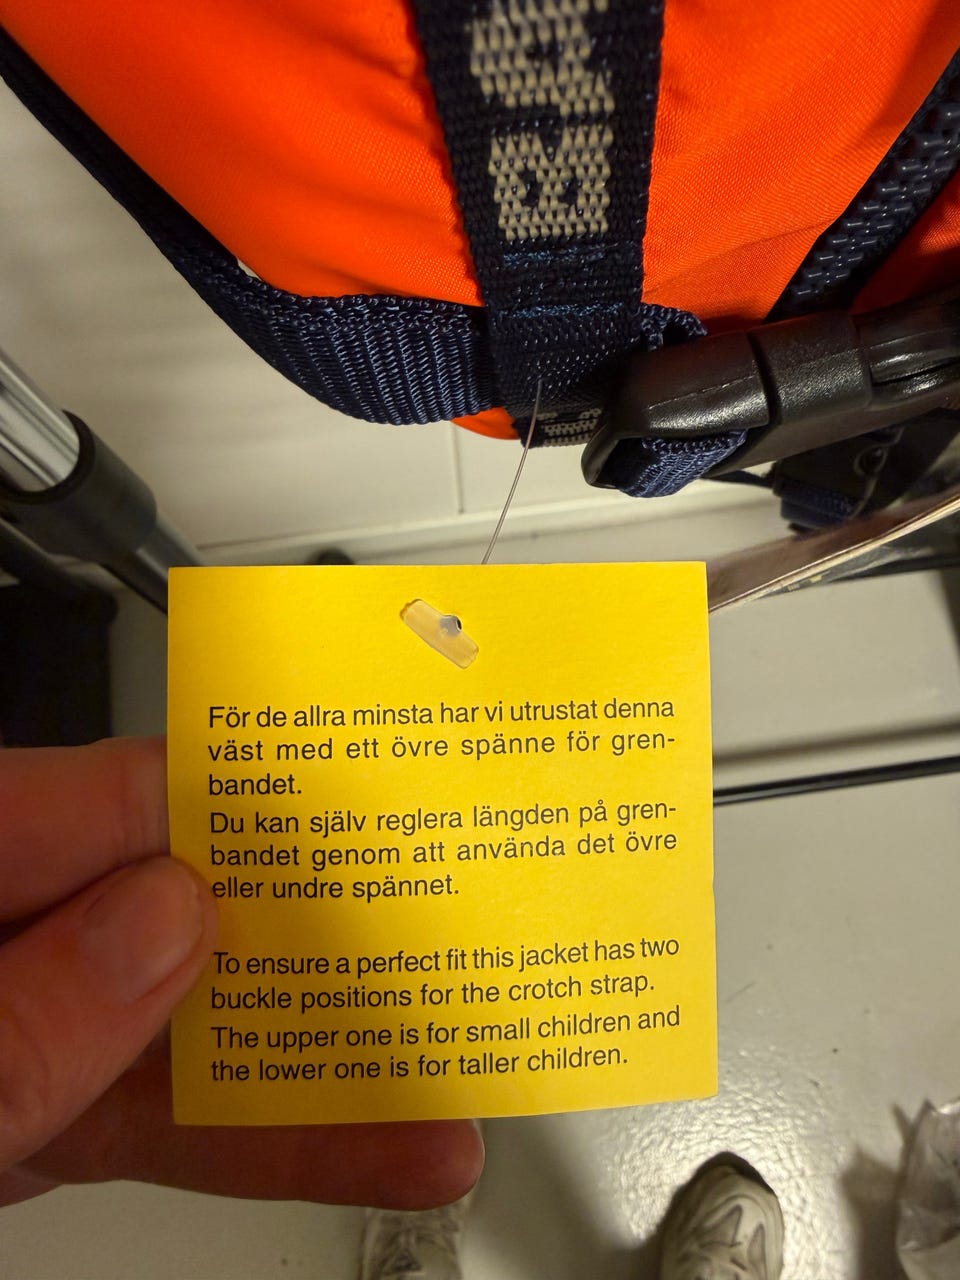 För de allra minsta har vi utrustat denna
väst med ett övre spänne för gren-
bandet.
Du kan själv reglera längden på gren-
bandet genom att använda det övre
eller undre spännet.
To ensure a perfect fit this jacket has two
buckle positions for the crotch strap.
The upper one is for small children and
the lower one is for taller children.